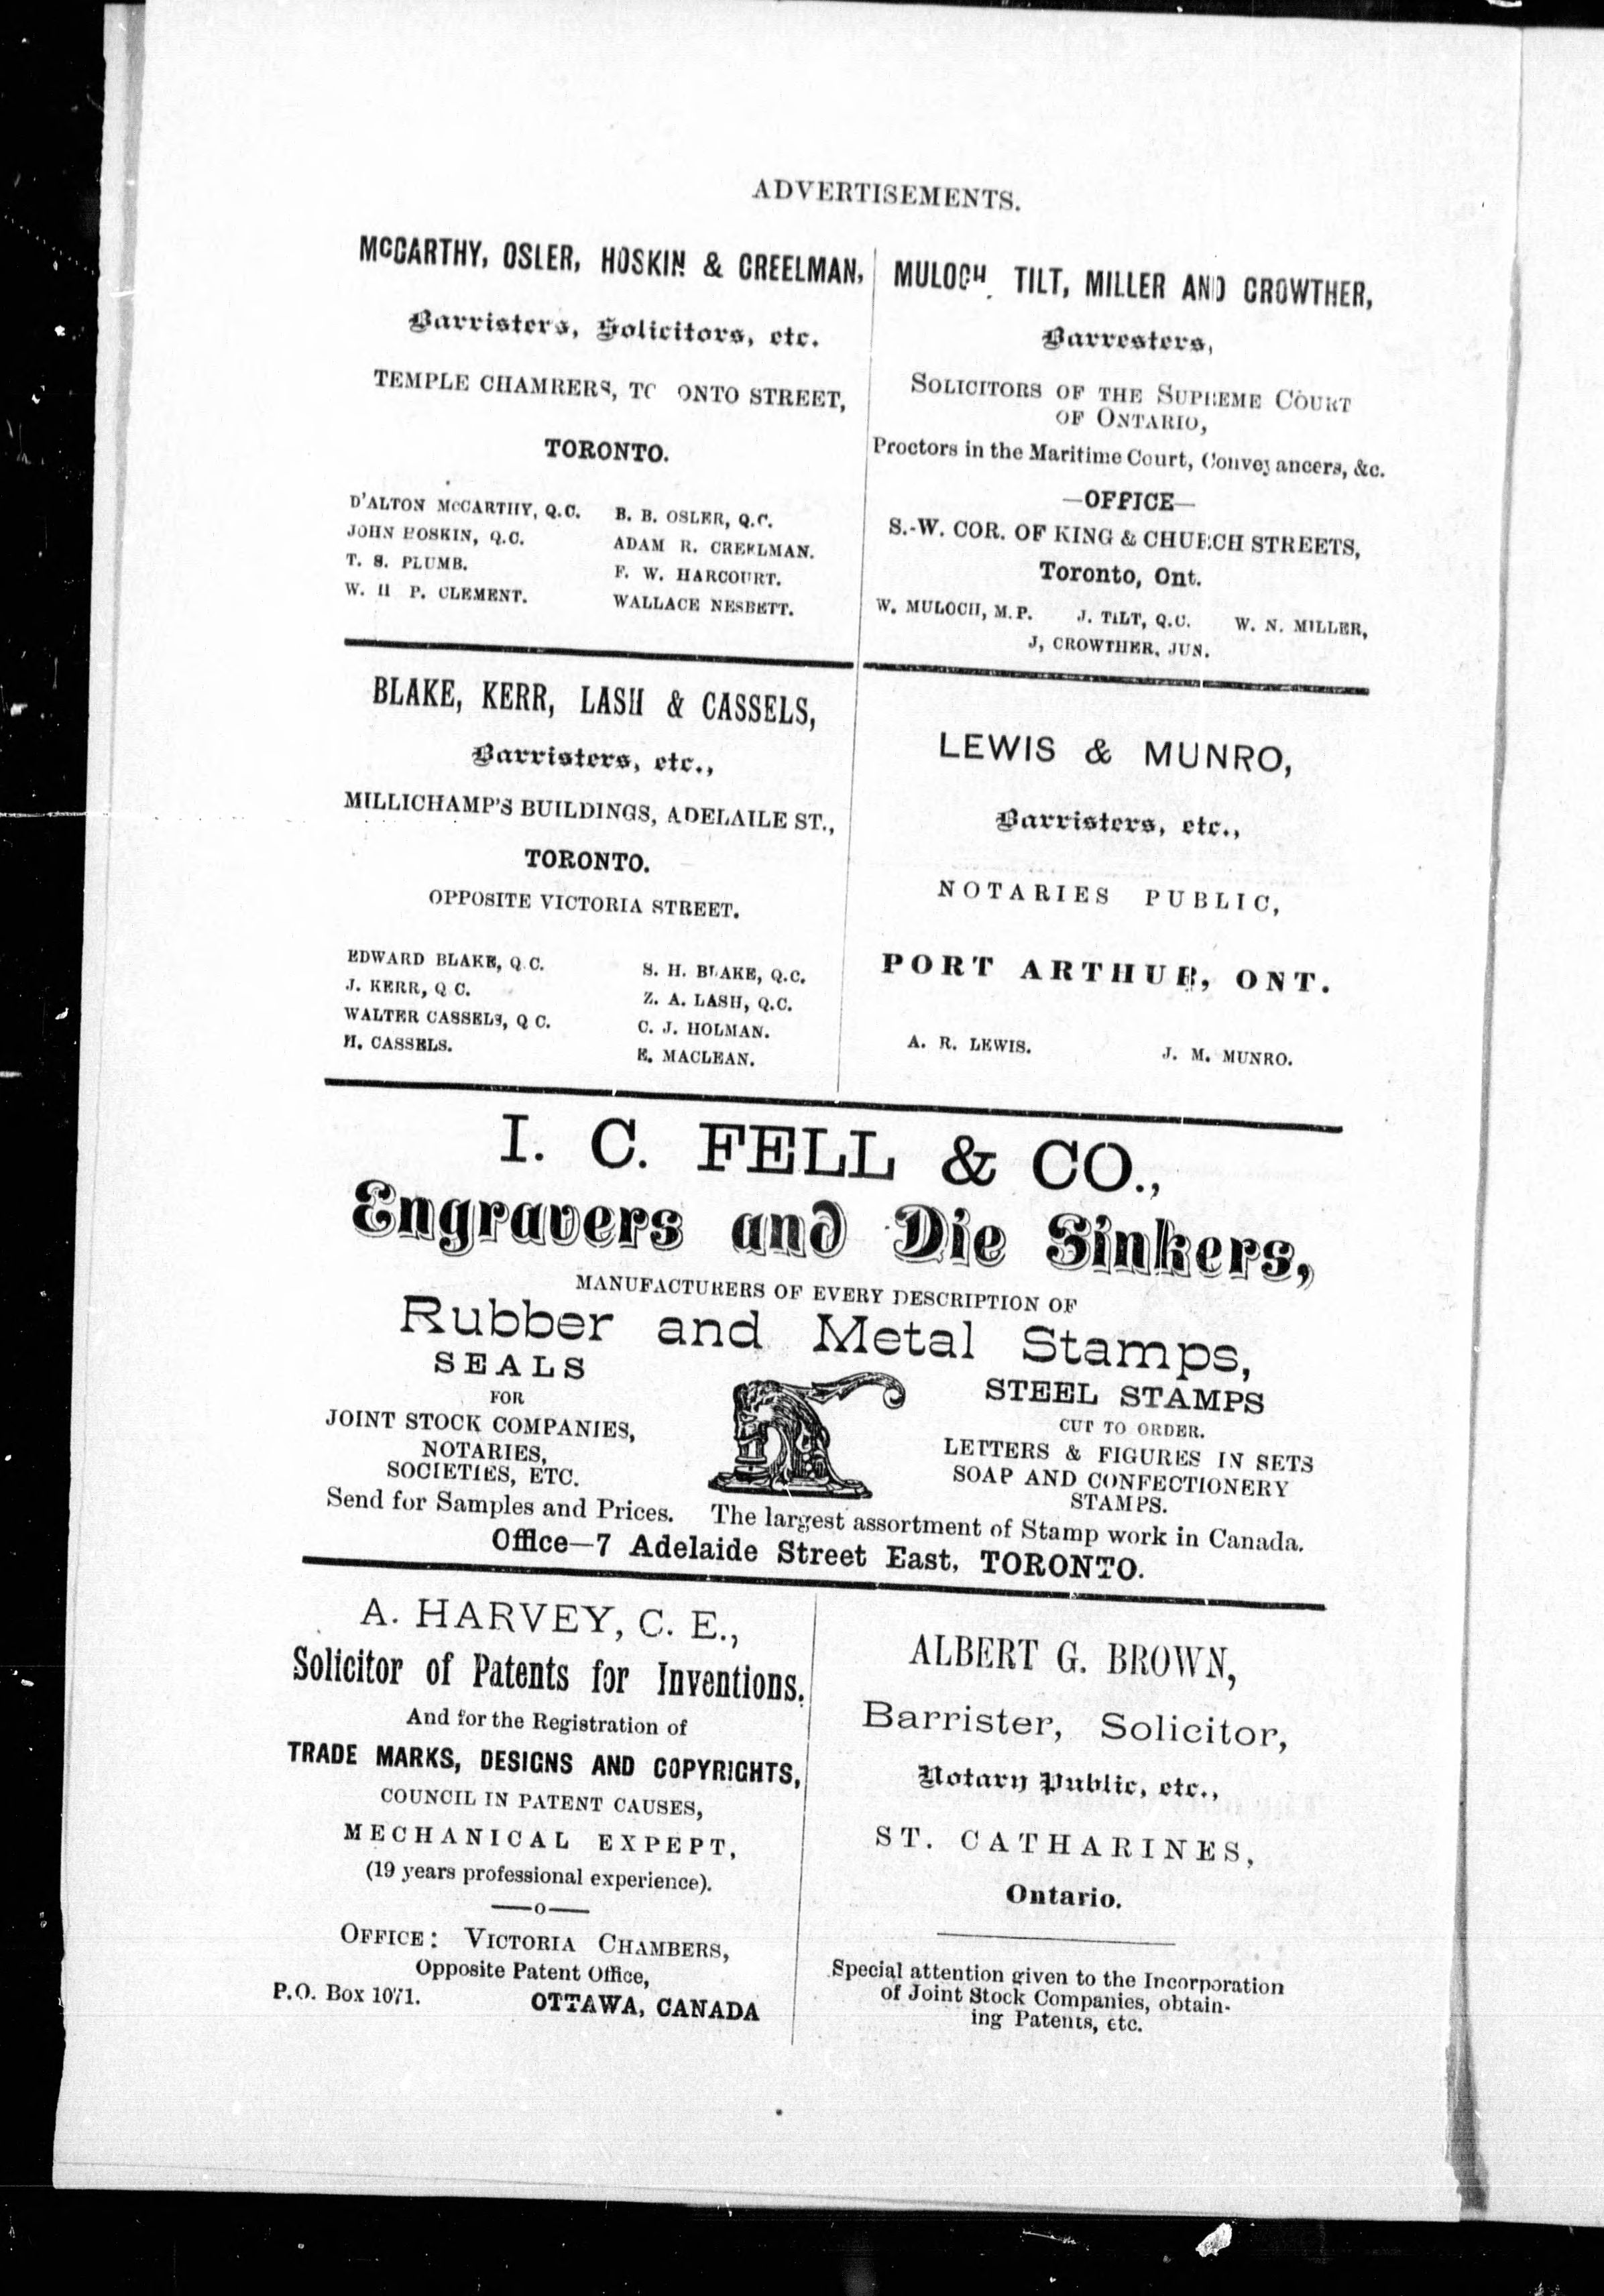 ADVERTISEMENTS.
McCARTHY, OSLER, HOSKIN & CREELMAN,
Barristers, Solicitors, etc.
TEMPLE CHAMBERS, TO ONTO STREET,
TORONTO.
D'ALTON McCARTHY, Q.C. B. B. OSLER, Q.C.
JOHN HOSKIN, Q.C. ADAM R. CREELMAN.
T. S. PLUMB. F. W. HARCOURT.
W. H P. CLEMENT. WALLACE NESBETT.
MULOCH, TILT, MILLER AND CROWTHER,
Barresters,
SOLICITORS OF THE SUPREME COURT
OF ONTARIO,
Proctors in the Maritime Court, Conveyancers, &c.
—OFFICE—
S.-W. COR. OF KING & CHURCH STREETS,
Toronto, Ont.
W. MULOCH, M.P. J. TILT, Q.C. W. N. MILLER,
J, CROWTHER, JUN.
BLAKE, KERR, LASH & CASSELS,
Barristers, etc.,
MILLICHAMP'S BUILDINGS, ADELAILE ST.,
TORONTO.
OPPOSITE VICTORIA STREET.
EDWARD BLAKE, Q.C. S. H. BLAKE, Q.C.
J. KERR, Q C. Z. A. LASH, Q.C.
WALTER CASSELS, Q C. C. J. HOLMAN.
H. CASSELS. E. MACLEAN.
LEWIS & MUNRO,
Barristers, etc.,
NOTARIES PUBLIC,
PORT ARTHUR, ONT.
A. R. LEWIS. J. M. MUNRO.
I. C. FELL & CO.,
Engravers and Die Sinkers,
MANUFACTURERS OF EVERY DESCRIPTION OF
Rubber and Metal Stamps,
SEALS
FOR
JOINT STOCK COMPANIES,
NOTARIES,
SOCIETIES, ETC.
STEEL STAMPS
CUT TO ORDER.
LETTERS & FIGURES IN SETS
SOAP AND CONFECTIONERY
STAMPS.
Send for Samples and Prices. The largest assortment of Stamp work in Canada.
Office—7 Adelaide Street East, TORONTO.
A. HARVEY, C. E.,
Solicitor of Patents for Inventions.
And for the Registration of
TRADE MARKS, DESIGNS AND COPYRIGHTS,
COUNCIL IN PATENT CAUSES,
MECHANICAL EXPEPT,
(19 years professional experience).
——o——
OFFICE: VICTORIA CHAMBERS,
Opposite Patent Office,
P.O. Box 1071. OTTAWA, CANADA
ALBERT G. BROWN,
Barrister, Solicitor,
Notary Public, etc.,
ST. CATHARINES,
Ontario.
Special attention given to the Incorporation
of Joint Stock Companies, obtain-
ing Patents, etc.